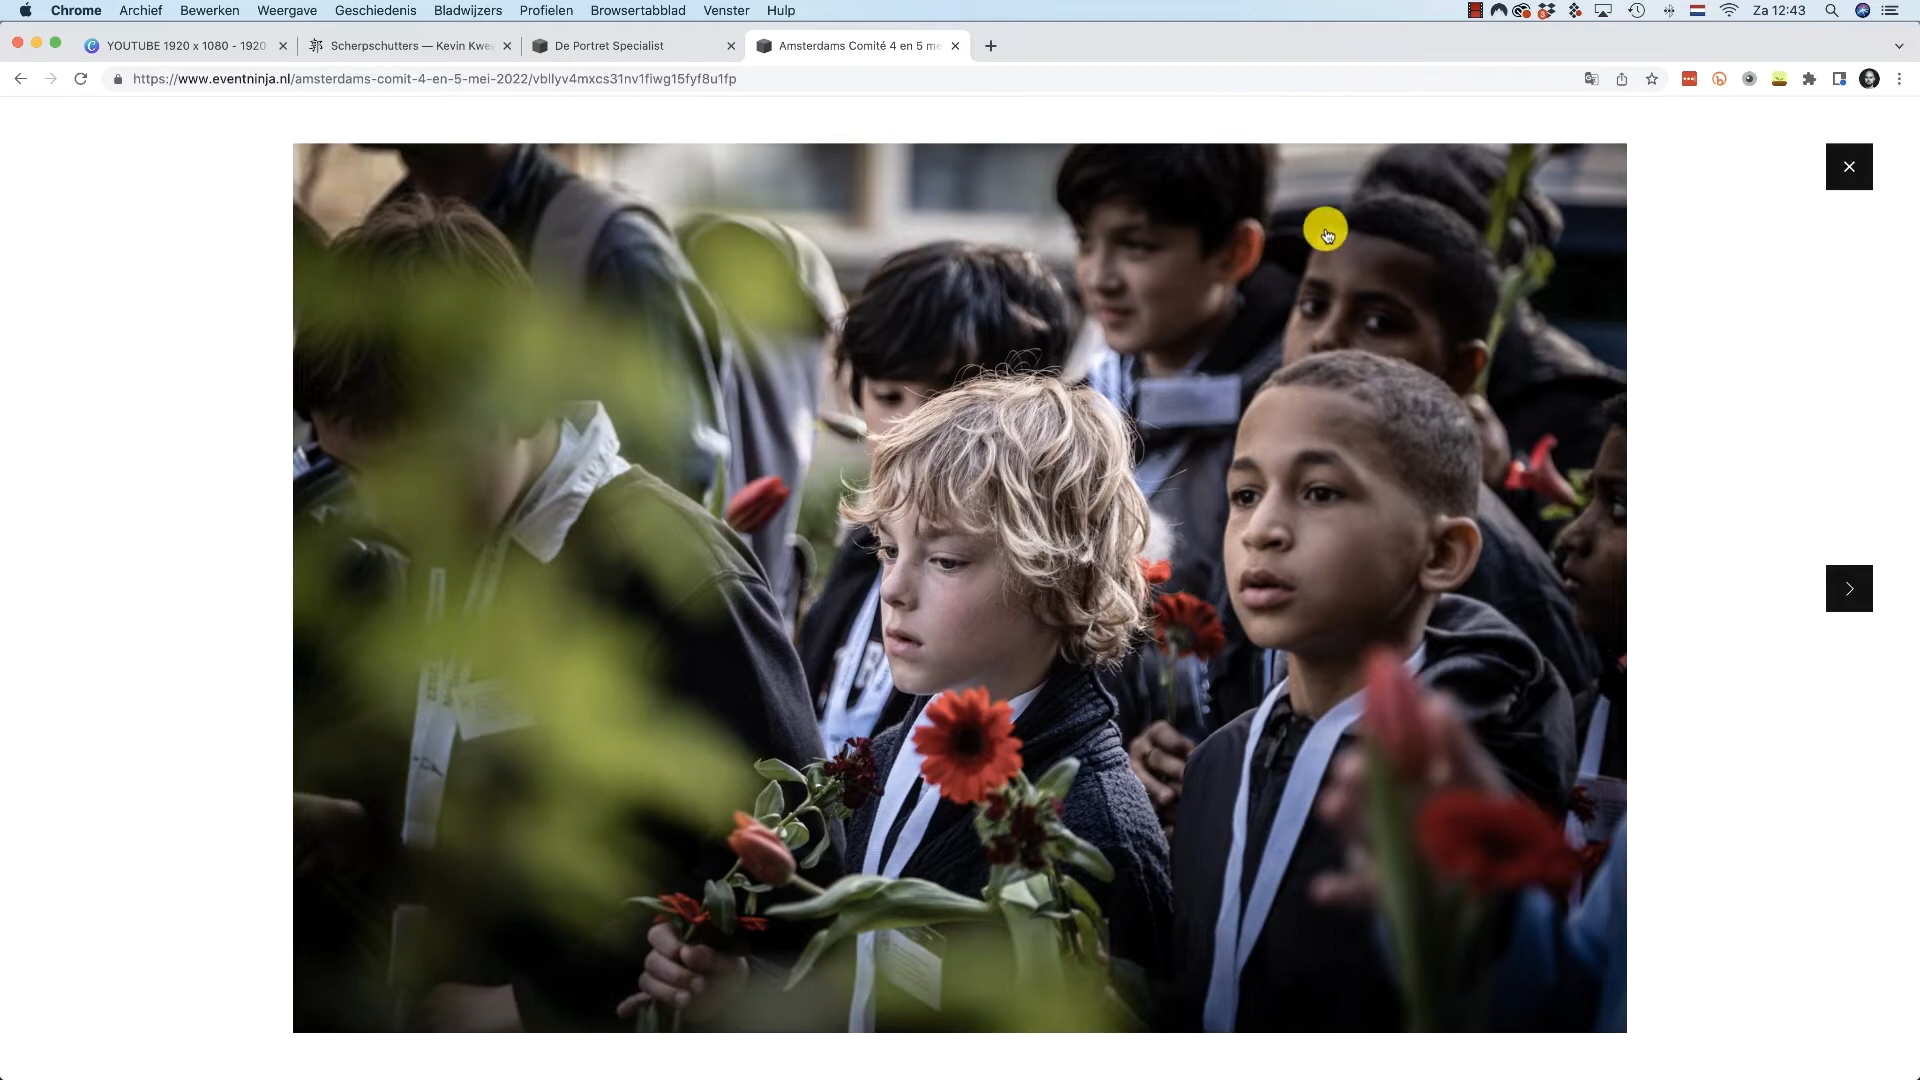 Chrome Archief Bewerken Weergave Geschiedenis Bladwijzers Profielen Browsertabblad Venster Hulp Za 12:43
YOUTUBE 1920 x 1080 - 1920 Scherpschutters — Kevin Kwe De Portret Specialist Amsterdams Comité 4 en 5 me
https://www.eventninja.nl/amsterdams-comit-4-en-5-mei-2022/vbllyv4mxcs31nv1fiwg15fyf8u1fp